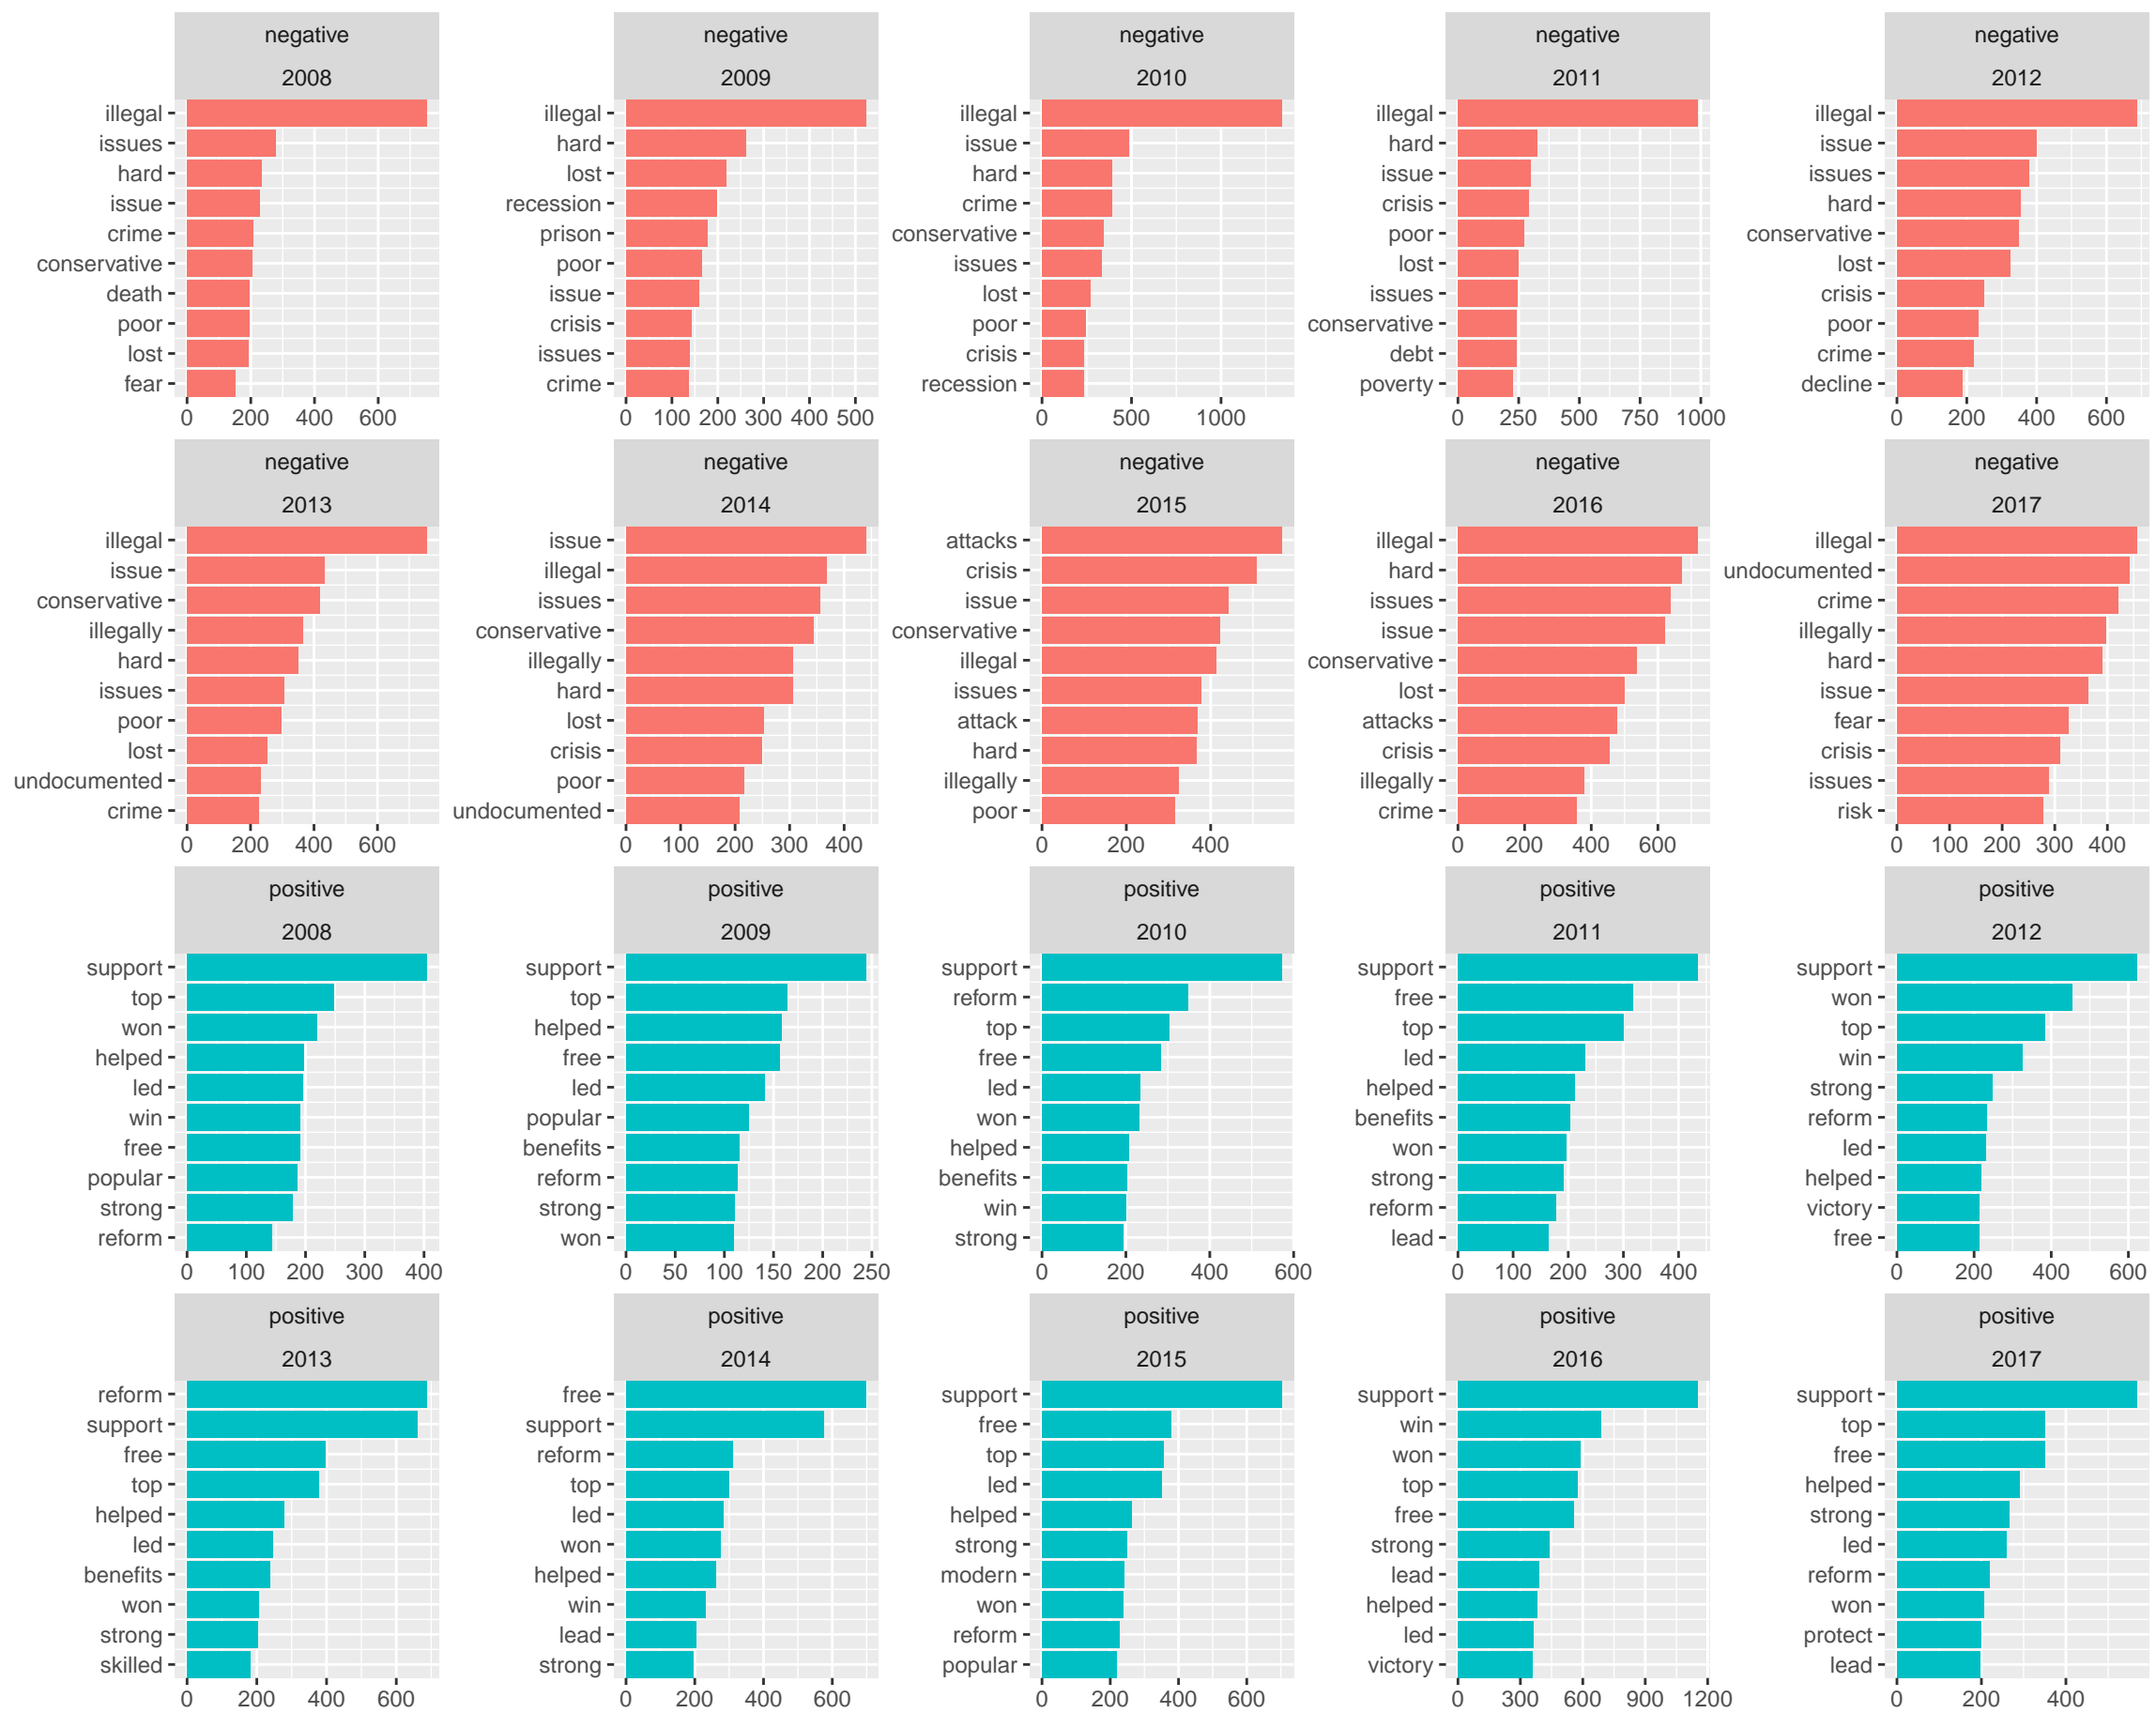 negative
2008
illegal
issues
hard
issue
crime
conservative
death
poor
lost
fear
0 200 400 600
negative
2009
illegal
hard
lost
recession
prison
poor
issue
crisis
issues
crime
0 100 200 300 400 500
negative
2010
illegal
issue
hard
crime
conservative
issues
lost
poor
crisis
recession
0 500 1000
negative
2011
illegal
hard
issue
crisis
poor
lost
issues
conservative
debt
poverty
0 250 500 750 1000
negative
2012
illegal
issue
issues
hard
conservative
lost
crisis
poor
crime
decline
0 200 400 600
negative
2013
illegal
issue
conservative
illegally
hard
issues
poor
lost
undocumented
crime
0 200 400 600
negative
2014
issue
illegal
issues
conservative
illegally
hard
lost
crisis
poor
undocumented
0 100 200 300 400
negative
2015
attacks
crisis
issue
conservative
illegal
issues
attack
hard
illegally
poor
0 200 400
negative
2016
illegal
hard
issues
issue
conservative
lost
attacks
crisis
illegally
crime
0 200 400 600
negative
2017
illegal
undocumented
crime
illegally
hard
issue
fear
crisis
issues
risk
0 100 200 300 400
positive
2008
support
top
won
helped
led
win
free
popular
strong
reform
0 100 200 300 400
positive
2009
support
top
helped
free
led
popular
benefits
reform
strong
won
0 50 100 150 200 250
positive
2010
support
reform
top
free
led
won
helped
benefits
win
strong
0 200 400 600
positive
2011
support
free
top
led
helped
benefits
won
strong
reform
lead
0 100 200 300 400
positive
2012
support
won
top
win
strong
reform
led
helped
victory
free
0 200 400 600
positive
2013
reform
support
free
top
helped
led
benefits
won
strong
skilled
0 200 400 600
positive
2014
free
support
reform
top
led
won
helped
win
lead
strong
0 200 400 600
positive
2015
support
free
top
led
helped
strong
modern
won
reform
popular
0 200 400 600
positive
2016
support
win
won
top
free
strong
lead
helped
led
victory
0 300 600 900 1200
positive
2017
support
top
free
helped
strong
led
reform
won
protect
lead
0 200 400